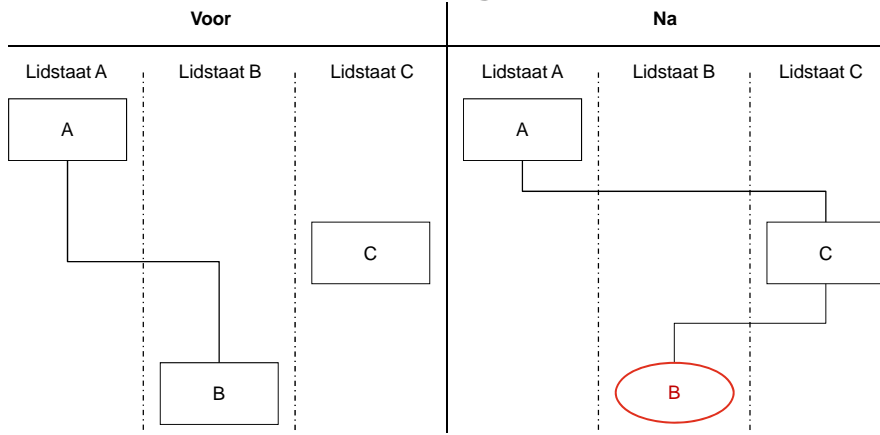 Voor Na
Lidstaat A Lidstaat B Lidstaat C Lidstaat A Lidstaat B Lidstaat C
A A
C C
B B